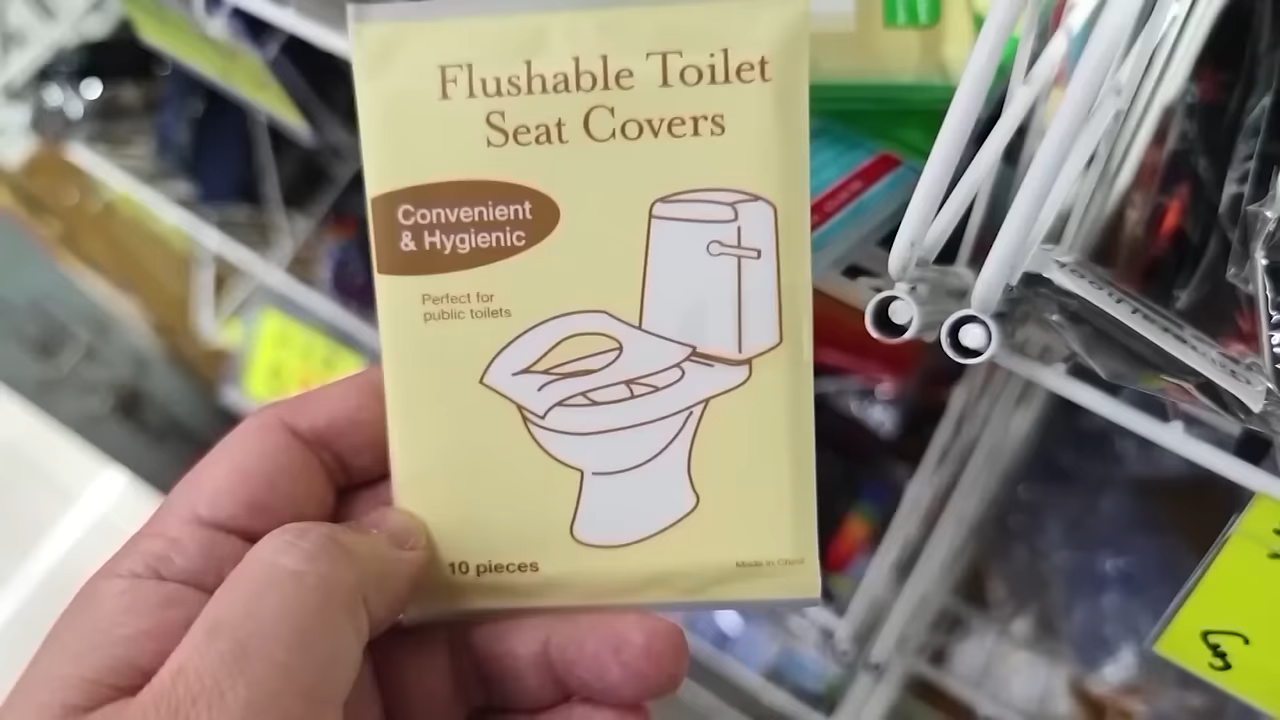 Flushable Toilet
Seat Covers
Convenient
& Hygienic
Perfect for
public toilets
10 pieces
Made in China